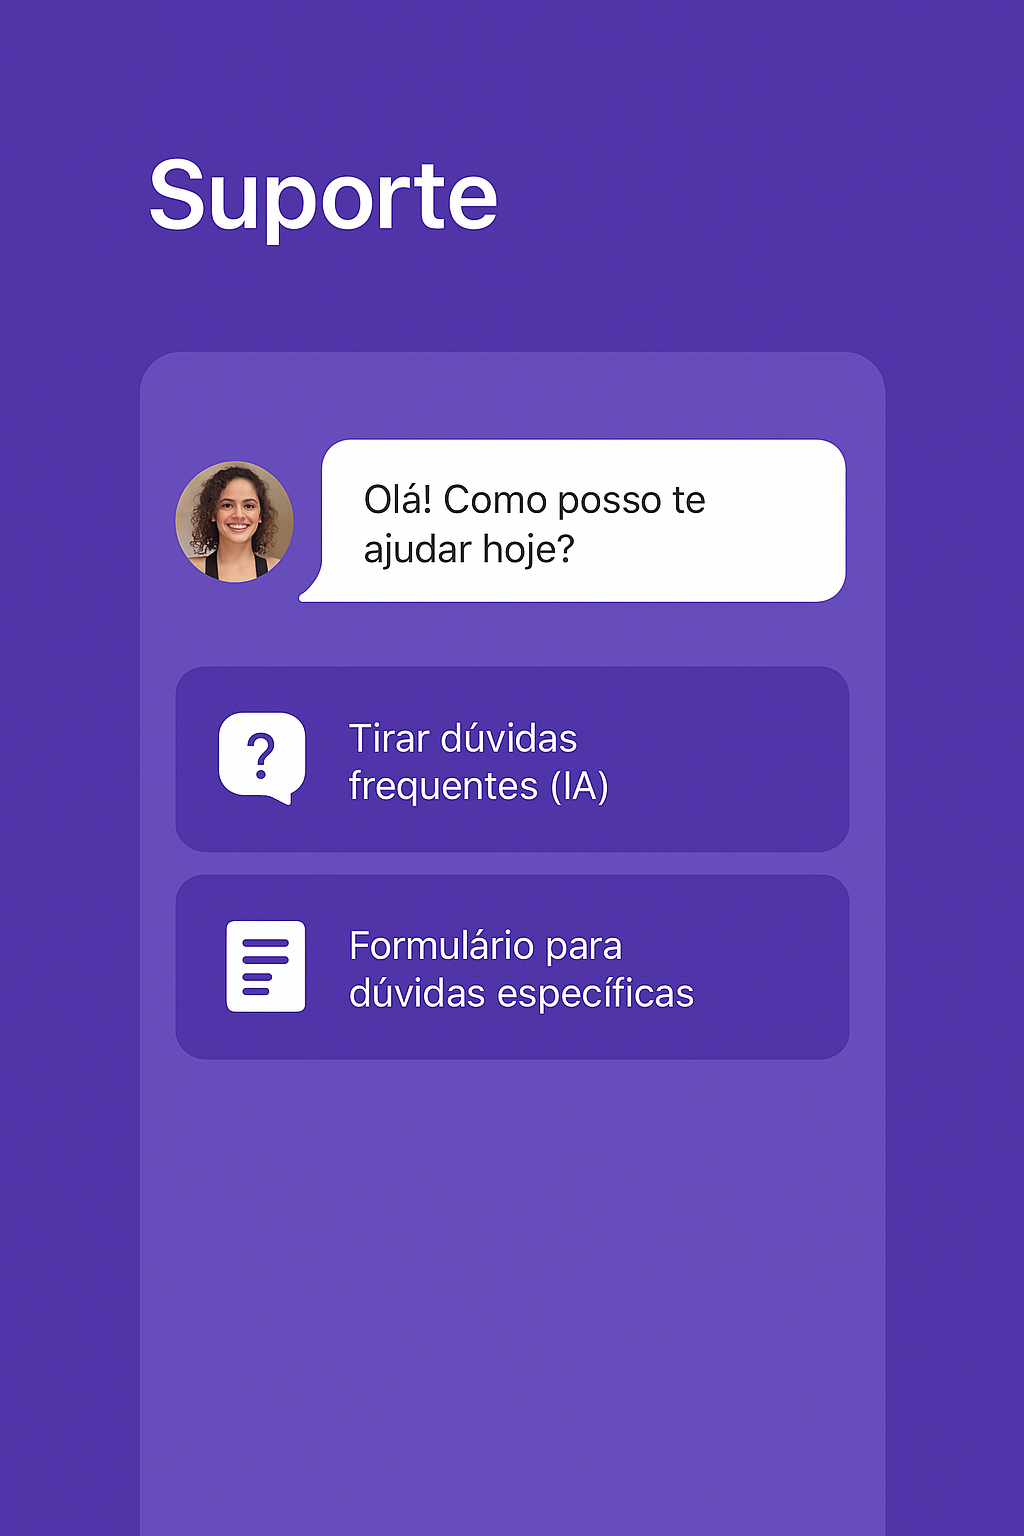 Suporte
Olá! Como posso te
ajudar hoje?
?
Tirar dúvidas
frequentes (IA)
Formulário para
dúvidas específicas